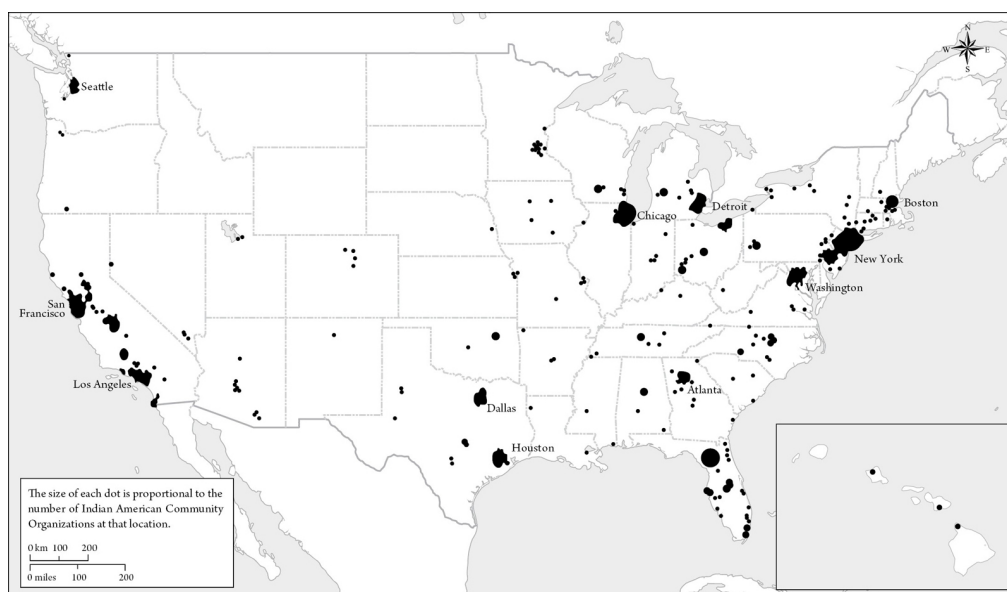 N
W E
S
Seattle
Boston
Detroit
Chicago
New York
Washington
San
Francisco
Los Angeles
Atlanta
Dallas
Houston
The size of each dot is proportional to the
number of Indian American Community
Organizations at that location.
0 km 100 200
0 miles 100 200